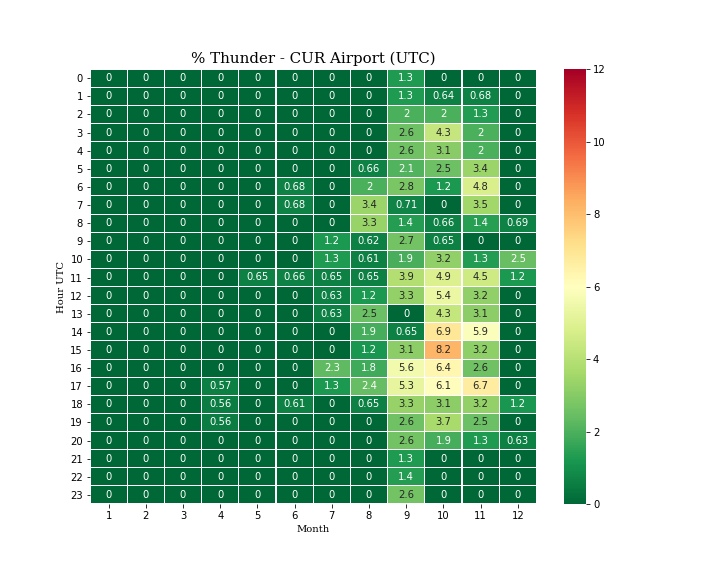 % Thunder - CUR Airport (UTC)
0 0 0 0 0 0 0 0 0 1.3 0 0 0
1 0 0 0 0 0 0 0 0 1.3 0.64 0.68 0
2 0 0 0 0 0 0 0 0 2 2 1.3 0
3 0 0 0 0 0 0 0 0 2.6 4.3 2 0
4 0 0 0 0 0 0 0 0 2.6 3.1 2 0
5 0 0 0 0 0 0 0 0.66 2.1 2.5 3.4 0
6 0 0 0 0 0 0.68 0 2 2.8 1.2 4.8 0
7 0 0 0 0 0 0.68 0 3.4 0.71 0 3.5 0
8 0 0 0 0 0 0 0 3.3 1.4 0.66 1.4 0.69
9 0 0 0 0 0 0 1.2 0.62 2.7 0.65 0 0
10 0 0 0 0 0 0 1.3 0.61 1.9 3.2 1.3 2.5
11 0 0 0 0 0.65 0.66 0.65 0.65 3.9 4.9 4.5 1.2
12 0 0 0 0 0 0 0.63 1.2 3.3 5.4 3.2 0
13 0 0 0 0 0 0 0.63 2.5 0 4.3 3.1 0
14 0 0 0 0 0 0 0 1.9 0.65 6.9 5.9 0
15 0 0 0 0 0 0 0 1.2 3.1 8.2 3.2 0
16 0 0 0 0 0 0 2.3 1.8 5.6 6.4 2.6 0
17 0 0 0 0.57 0 0 1.3 2.4 5.3 6.1 6.7 0
18 0 0 0 0.56 0 0.61 0 0.65 3.3 3.1 3.2 1.2
19 0 0 0 0.56 0 0 0 0 2.6 3.7 2.5 0
20 0 0 0 0 0 0 0 0 2.6 1.9 1.3 0.63
21 0 0 0 0 0 0 0 0 1.3 0 0 0
22 0 0 0 0 0 0 0 0 1.4 0 0 0
23 0 0 0 0 0 0 0 0 2.6 0 0 0
1 2 3 4 5 6 7 8 9 10 11 12
Month
Hour UTC
12
10
8
6
4
2
0